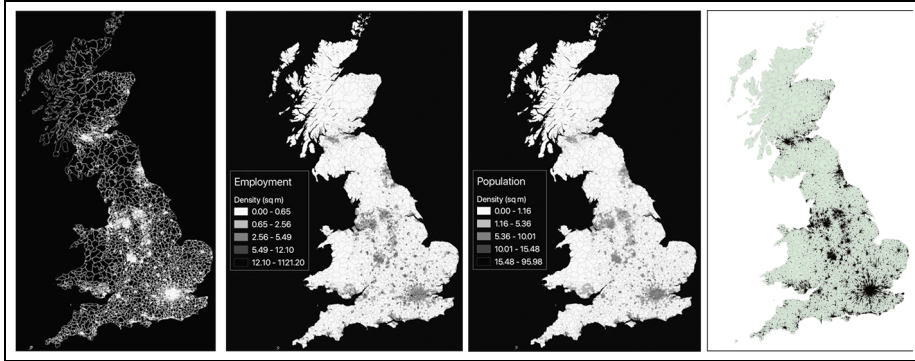 Employment
Density (sq m)
0.00 - 0.65
0.65 - 2.56
2.56 - 5.49
5.49 - 12.10
12.10 - 1121.20
Population
Density (sq m)
0.00 - 1.16
1.16 - 5.36
5.36 - 10.01
10.01 - 15.48
15.48 - 95.98